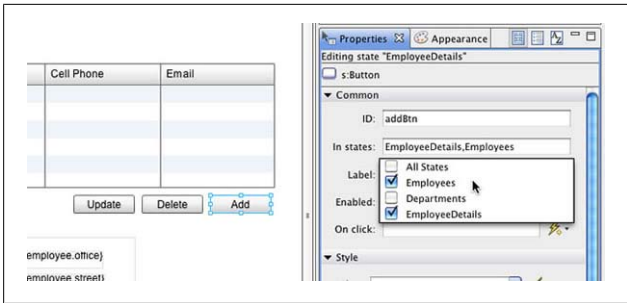 Cell Phone Email
Update Delete Add
employee.office}
employee.street}
Properties Appearance
Editing state "EmployeeDetails"
s:Button
Common
ID: addBtn
In states: EmployeeDetails,Employees
Label:
All States
Employees
Departments
EmployeeDetails
Enabled:
On click:
Style